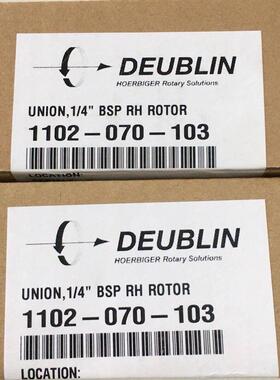 DEUBLIN
HOERBIGER Rotary Solutions
UNION,1/4" BSP RH ROTOR
1102-070-103
LOCATION:
DEUBLIN
HOERBIGER Rotary Solutions
UNION,1/4" BSP RH ROTOR
1102-070-103
LOCATION: